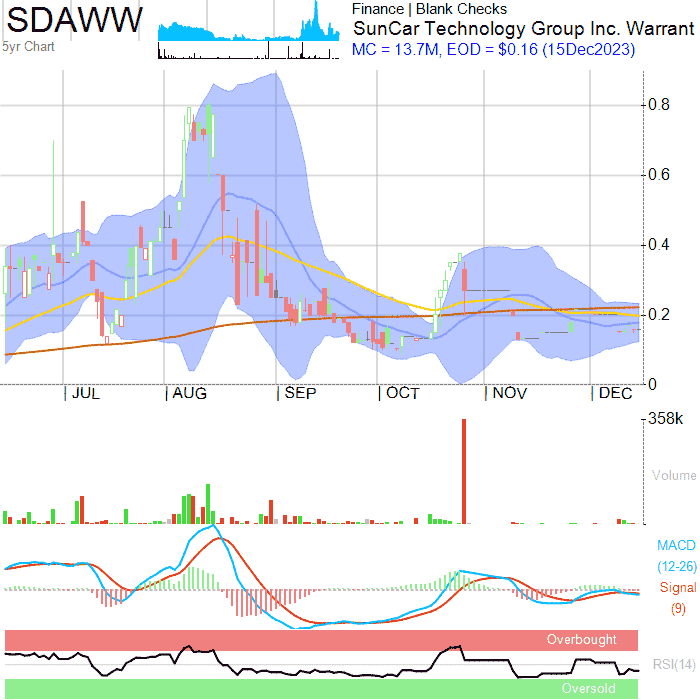 SDAWW
5yr Chart
Finance | Blank Checks
SunCar Technology Group Inc. Warrant
MC = 13.7M, EOD = $0.16 (15Dec2023)
0.8
0.6
0.4
0.2
0
JUL AUG SEP OCT NOV DEC
358k
Volume
MACD
(12-26)
Signal
(9)
Overbought
RSI(14)
Oversold